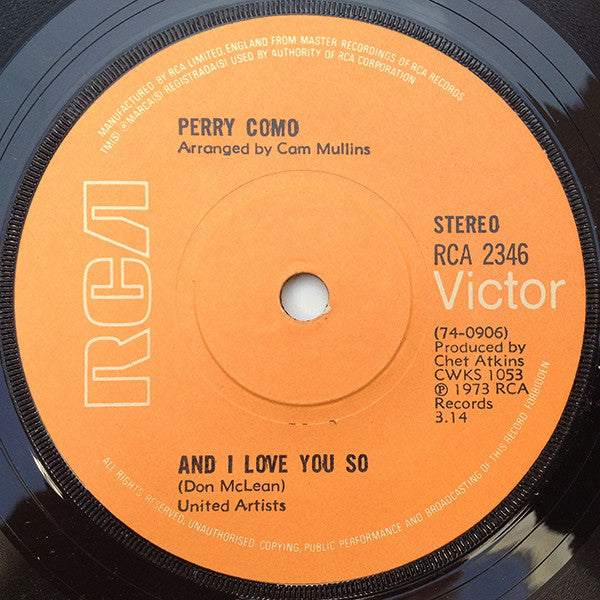 MANUFACTURED BY RCA LIMITED, ENGLAND FROM MASTER RECORDINGS OF RCA RECORDS
TM(S) ® MARCA(S) REGISTRADA(S) USED BY AUTHORITY OF RCA CORPORATION
PERRY COMO
Arranged by Cam Mullins
RCA
STEREO
RCA 2346
Victor
(74-0906)
Produced by
Chet Atkins
CWKS 1053
℗ 1973 RCA
Records
3.14
AND I LOVE YOU SO
(Don McLean)
United Artists
ALL RIGHTS RESERVED. UNAUTHORISED COPYING, PUBLIC PERFORMANCE AND BROADCASTING OF THIS RECORD FORBIDDEN